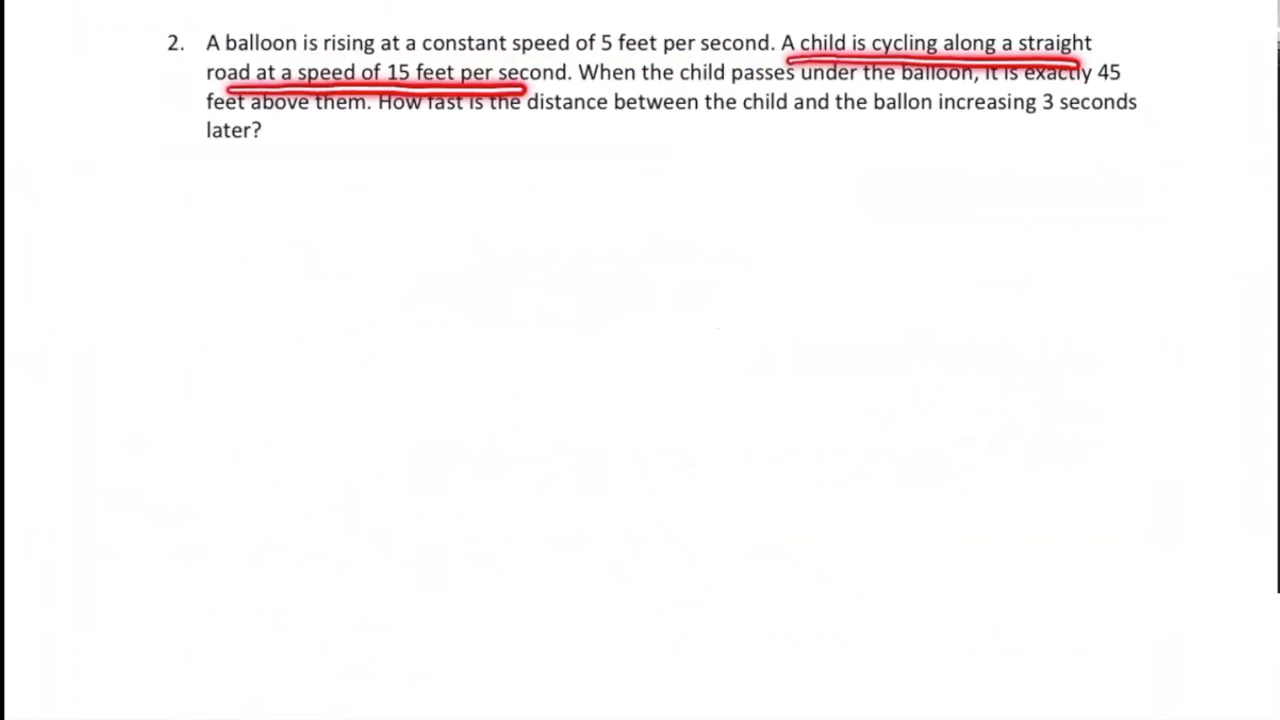 2. A balloon is rising at a constant speed of 5 feet per second. A child is cycling along a straight
road at a speed of 15 feet per second. When the child passes under the balloon, it is exactly 45
feet above them. How fast is the distance between the child and the ballon increasing 3 seconds
later?